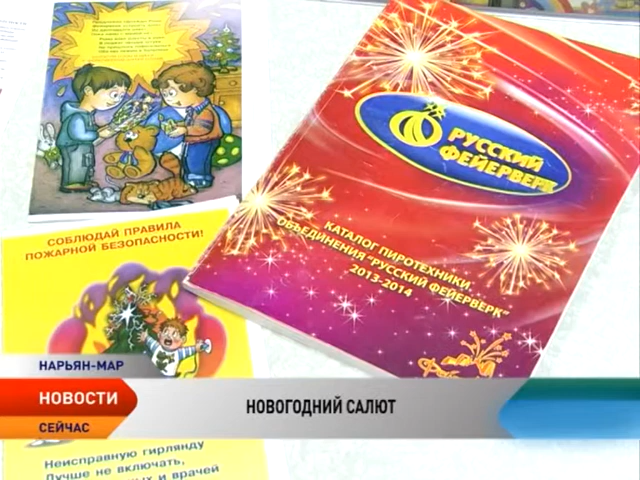 РУССКИЙ
ФЕЙЕРВЕРК
КАТАЛОГ ПИРОТЕХНИКИ
ОБЪЕДИНЕНИЯ "РУССКИЙ ФЕЙЕРВЕРК"
2013-2014
СОБЛЮДАЙ ПРАВИЛА
ПОЖАРНОЙ БЕЗОПАСНОСТИ!
НАРЬЯН-МАР
НОВОСТИ
СЕЙЧАС
НОВОГОДНИЙ САЛЮТ
Неисправную гирлянду
Лучше не включать,
и врачей